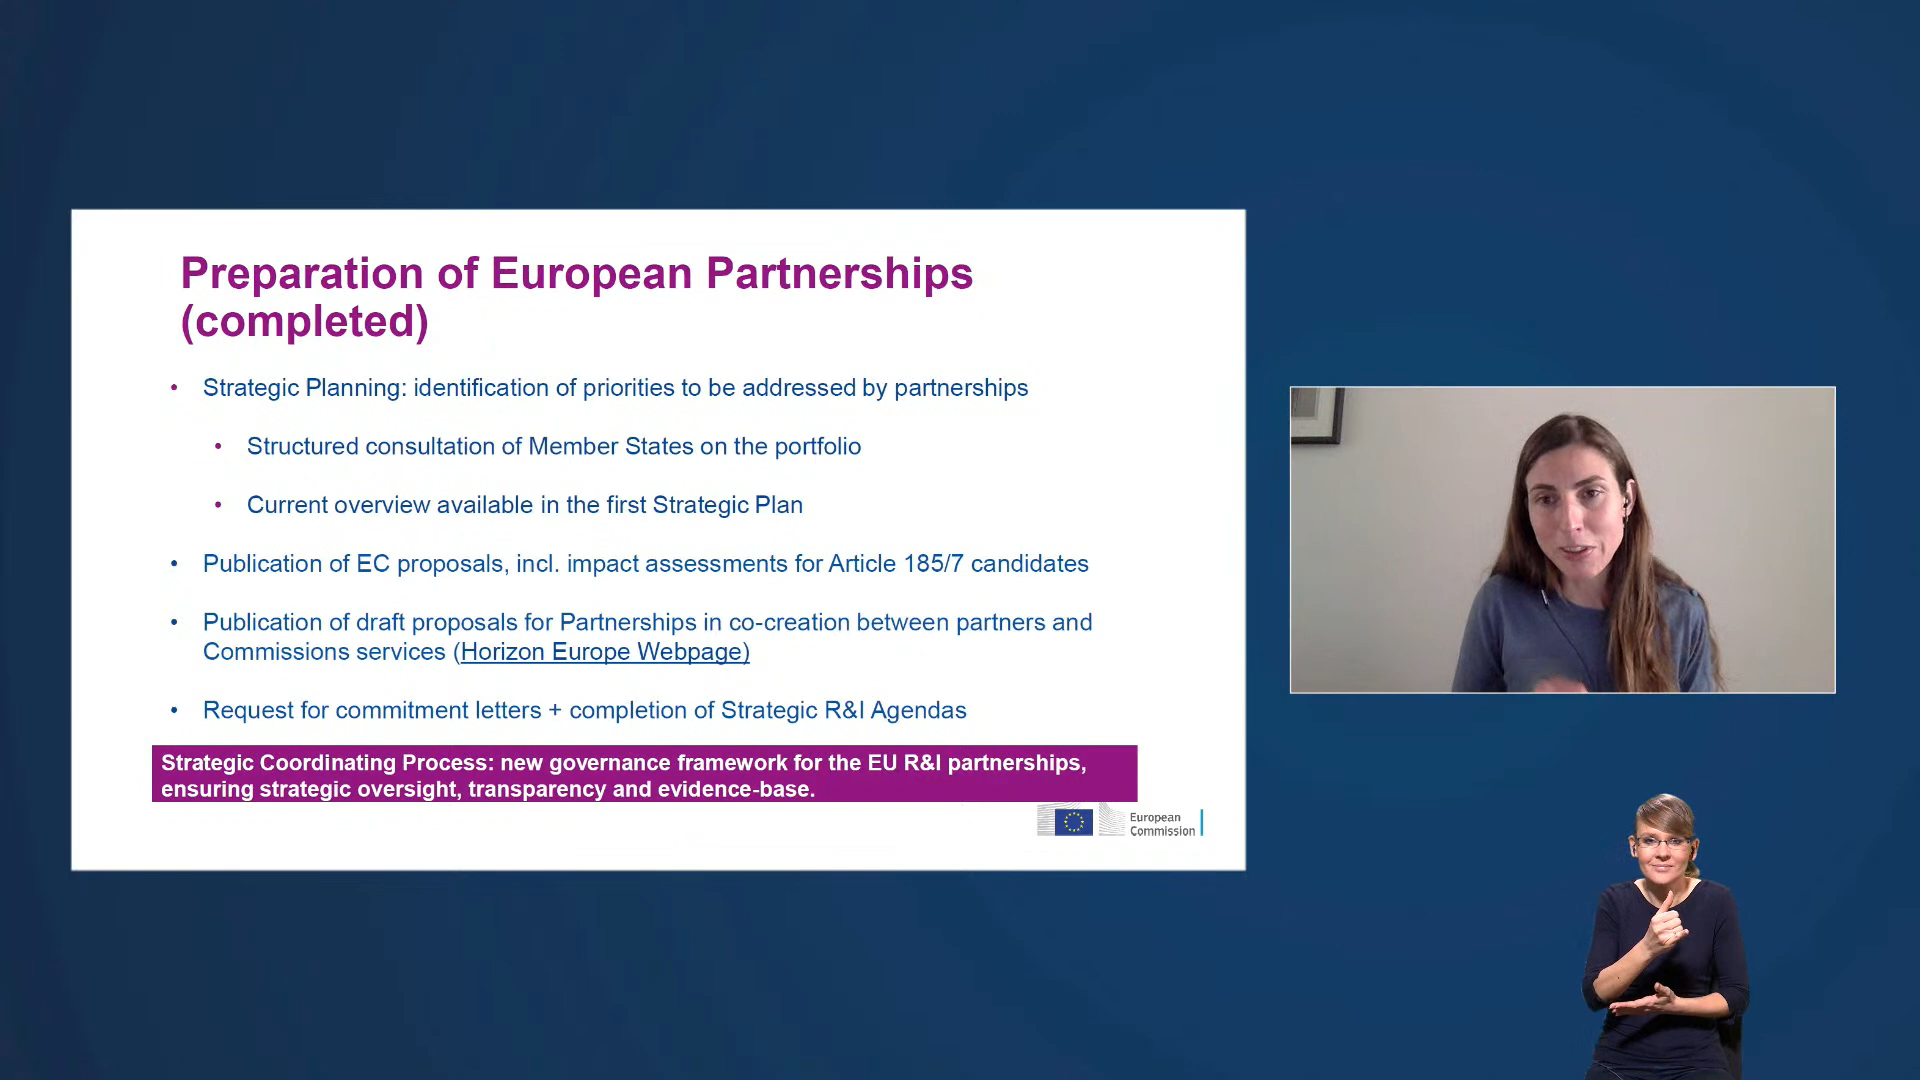 Preparation of European Partnerships
(completed)
• Strategic Planning: identification of priorities to be addressed by partnerships
• Structured consultation of Member States on the portfolio
• Current overview available in the first Strategic Plan
• Publication of EC proposals, incl. impact assessments for Article 185/7 candidates
• Publication of draft proposals for Partnerships in co-creation between partners and
Commissions services (Horizon Europe Webpage)
• Request for commitment letters + completion of Strategic R&I Agendas
Strategic Coordinating Process: new governance framework for the EU R&I partnerships,
ensuring strategic oversight, transparency and evidence-base.
European
Commission